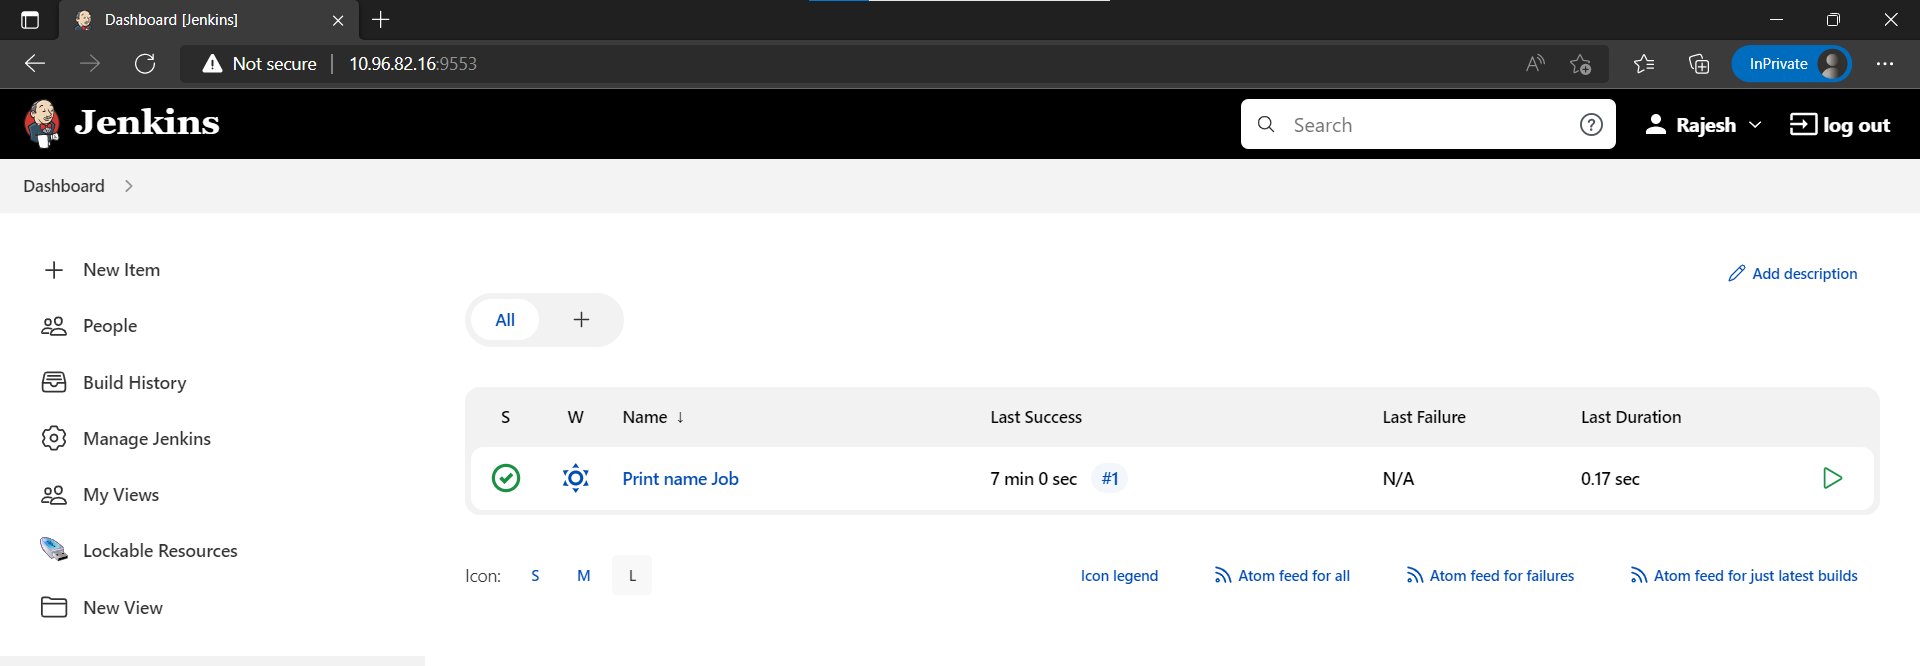 Dashboard [Jenkins]
Not secure 10.96.82.16:9553 InPrivate
Jenkins Search Rajesh log out
Dashboard
New Item
People
Build History
Manage Jenkins
My Views
Lockable Resources
New View
Add description
All +
S W Name ↓ Last Success Last Failure Last Duration
Print name Job 7 min 0 sec #1 N/A 0.17 sec
Icon: S M L Icon legend Atom feed for all Atom feed for failures Atom feed for just latest builds